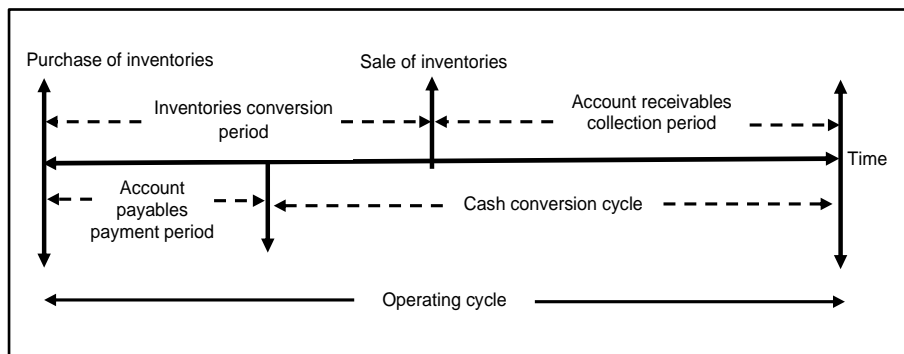 Purchase of inventories
Sale of inventories
Inventories conversion
period
Account receivables
collection period
Time
Account
payables
payment period
Cash conversion cycle
Operating cycle